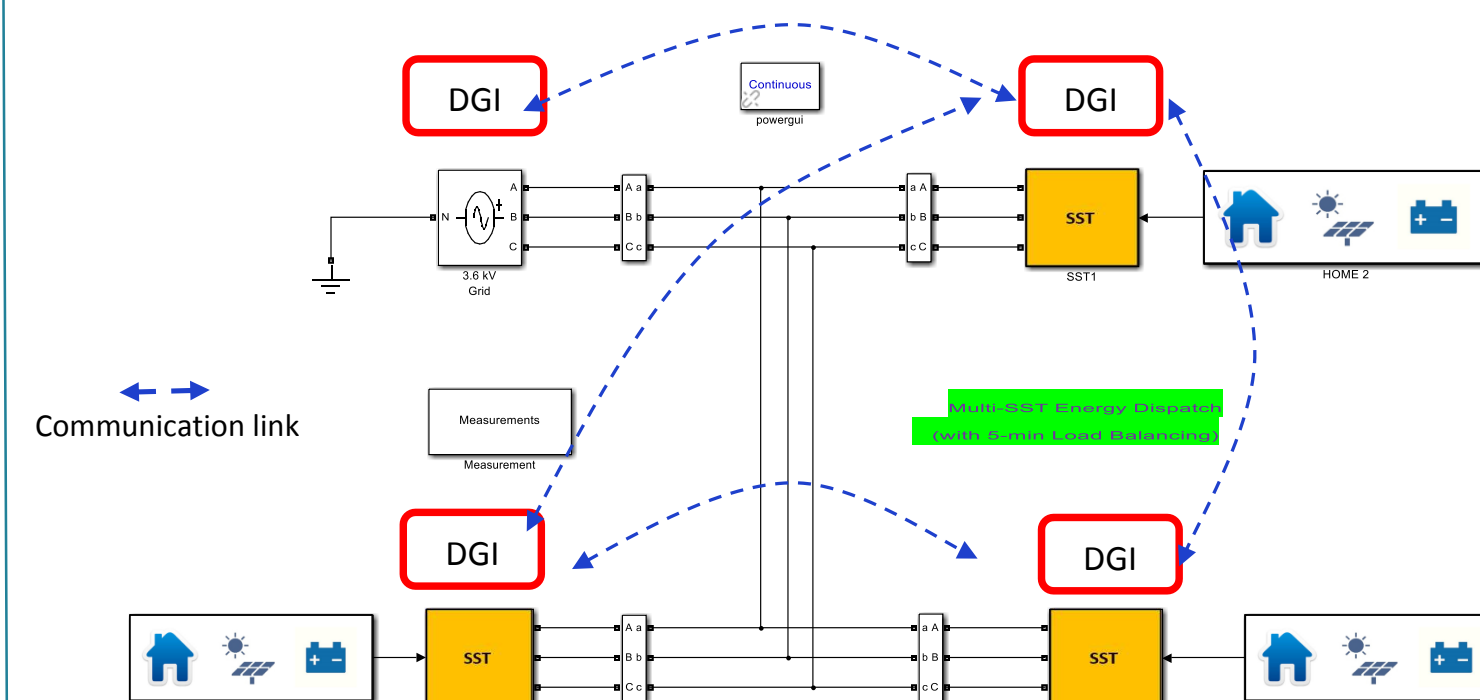 DGI
DGI
Continuous
powergui
N
A
B
C
A a
B b
C c
a A
b B
c C
SST
3.6 kV
Grid
SST1
HOME 2
Communication link
Measurements
Measurement
Multi-SST Energy Dispatch
(with 5-min Load Balancing)
DGI
DGI
SST
A a
B b
C c
a A
b B
c C
SST